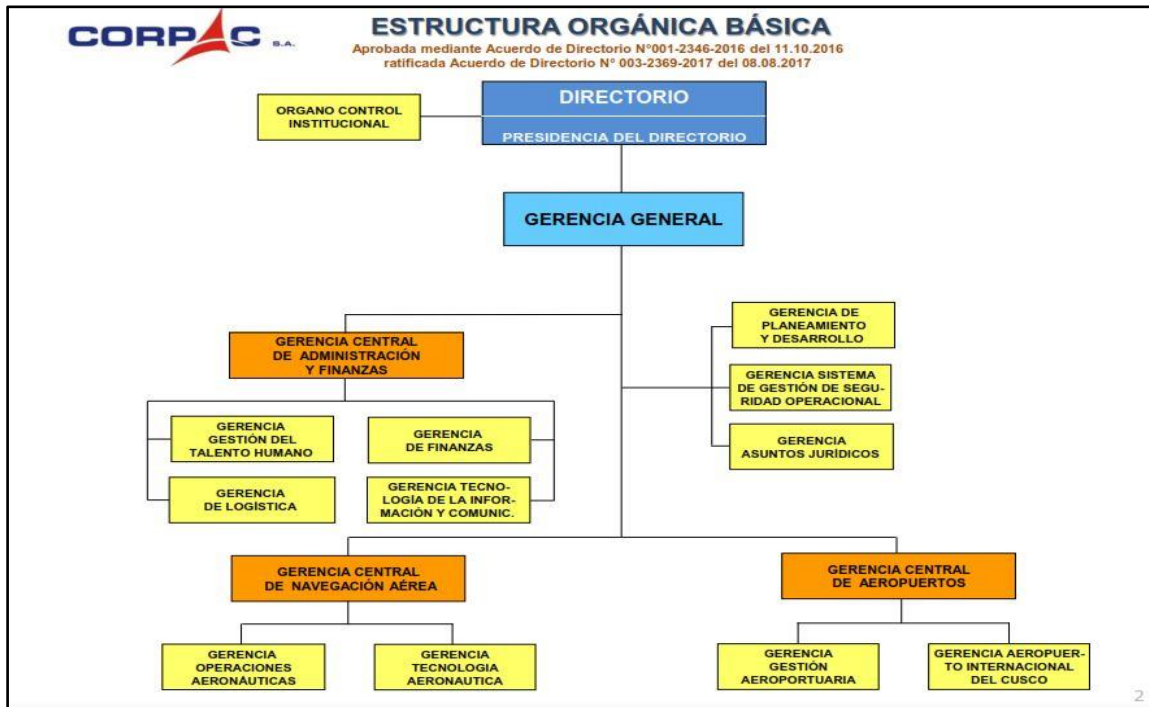 CORPAC S.A.
ESTRUCTURA ORGÁNICA BÁSICA
Aprobada mediante Acuerdo de Directorio N°001-2346-2016 del 11.10.2016
ratificada Acuerdo de Directorio N° 003-2369-2017 del 08.08.2017
DIRECTORIO
PRESIDENCIA DEL DIRECTORIO
ORGANO CONTROL
INSTITUCIONAL
GERENCIA GENERAL
GERENCIA DE
PLANEAMIENTO
Y DESARROLLO
GERENCIA SISTEMA
DE GESTIÓN DE SEGU-
RIDAD OPERACIONAL
GERENCIA
ASUNTOS JURÍDICOS
GERENCIA CENTRAL
DE ADMINISTRACIÓN
Y FINANZAS
GERENCIA
GESTIÓN DEL
TALENTO HUMANO
GERENCIA
DE FINANZAS
GERENCIA
DE LOGÍSTICA
GERENCIA TECNO-
LOGÍA DE LA INFOR-
MACIÓN Y COMUNIC.
GERENCIA CENTRAL
DE NAVEGACIÓN AÉREA
GERENCIA CENTRAL
DE AEROPUERTOS
GERENCIA
OPERACIONES
AERONÁUTICAS
GERENCIA
TECNOLOGIA
AERONAUTICA
GERENCIA
GESTIÓN
AEROPORTUARIA
GERENCIA AEROPUER-
TO INTERNACIONAL
DEL CUSCO
2